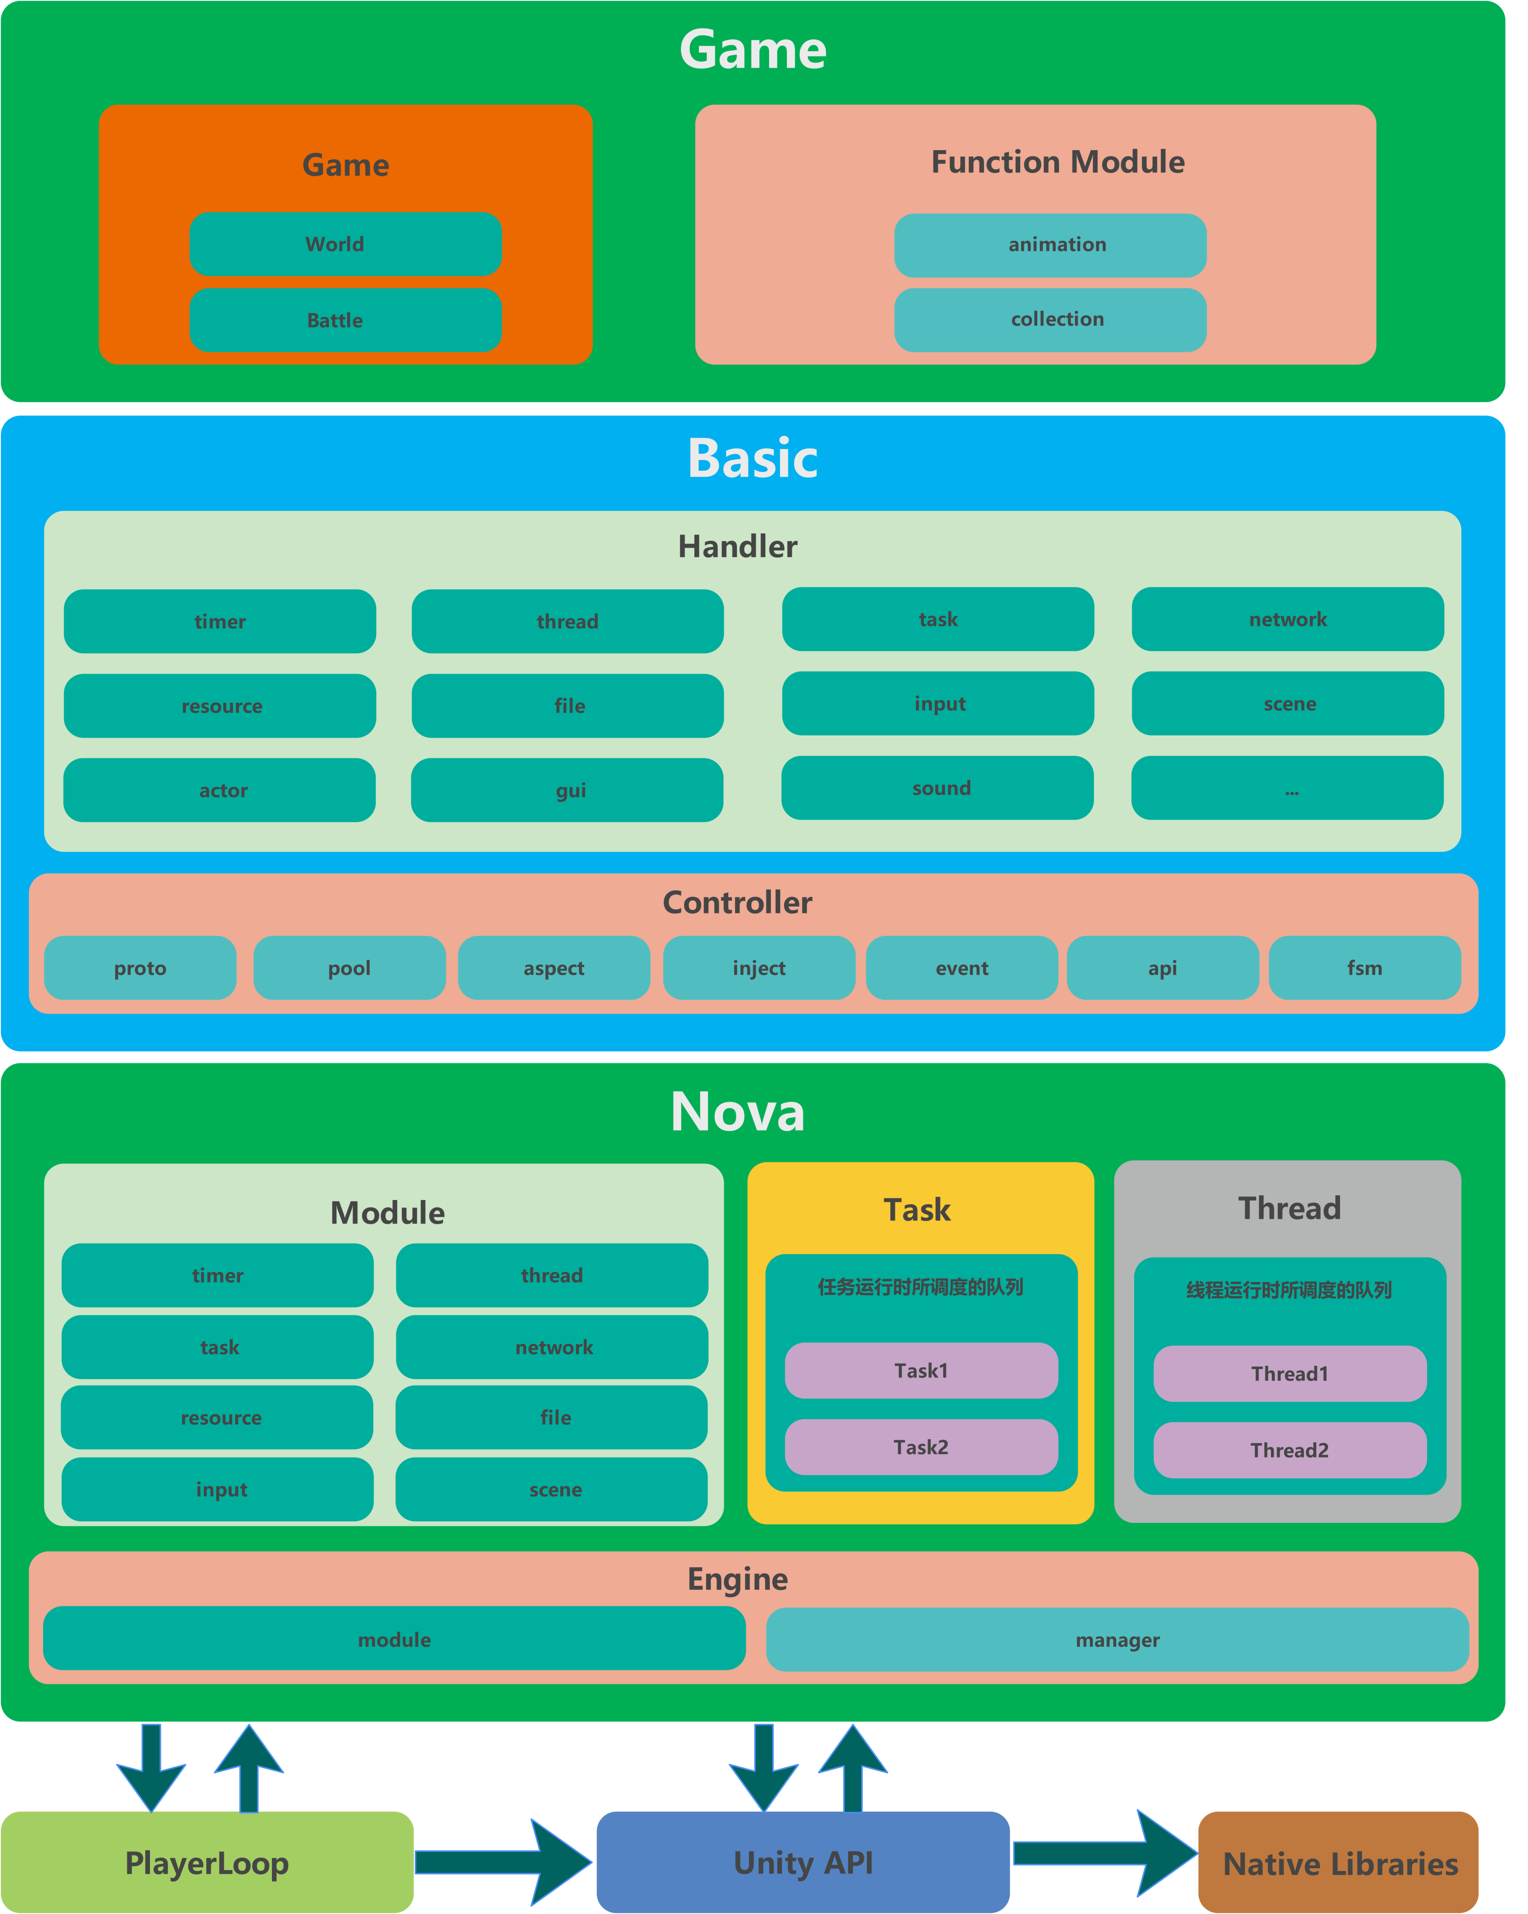 Game
Game
World
Battle
Function Module
animation
collection
Basic
Handler
timer
thread
task
network
resource
file
input
scene
actor
gui
sound
...
Controller
proto
pool
aspect
inject
event
api
fsm
Nova
Module
timer
thread
task
network
resource
file
input
scene
Task
任务运行时所调度的队列
Task1
Task2
Thread
线程运行时所调度的队列
Thread1
Thread2
Engine
module
manager
PlayerLoop
Unity API
Native Libraries